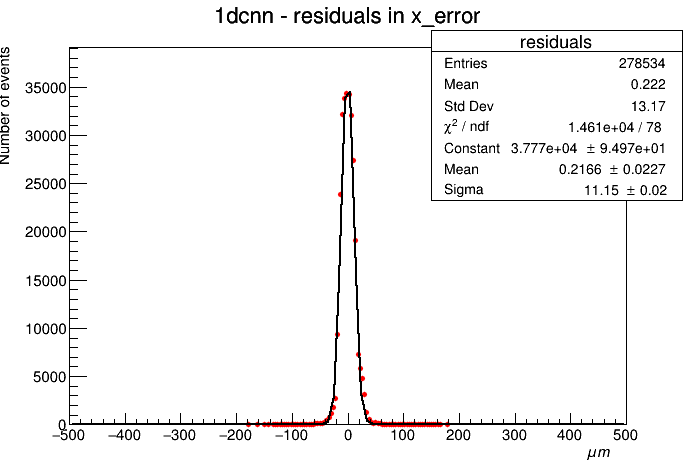 1dcnn - residuals in x_error
residuals
Entries 278534
Mean 0.222
Std Dev 13.17
χ² / ndf 1.461e+04 / 78
Constant 3.777e+04 ± 9.497e+01
Mean 0.2166 ± 0.0227
Sigma 11.15 ± 0.02
Number of events
35000
30000
25000
20000
15000
10000
5000
0
−500 −400 −300 −200 −100 0 100 200 300 400 500
μm